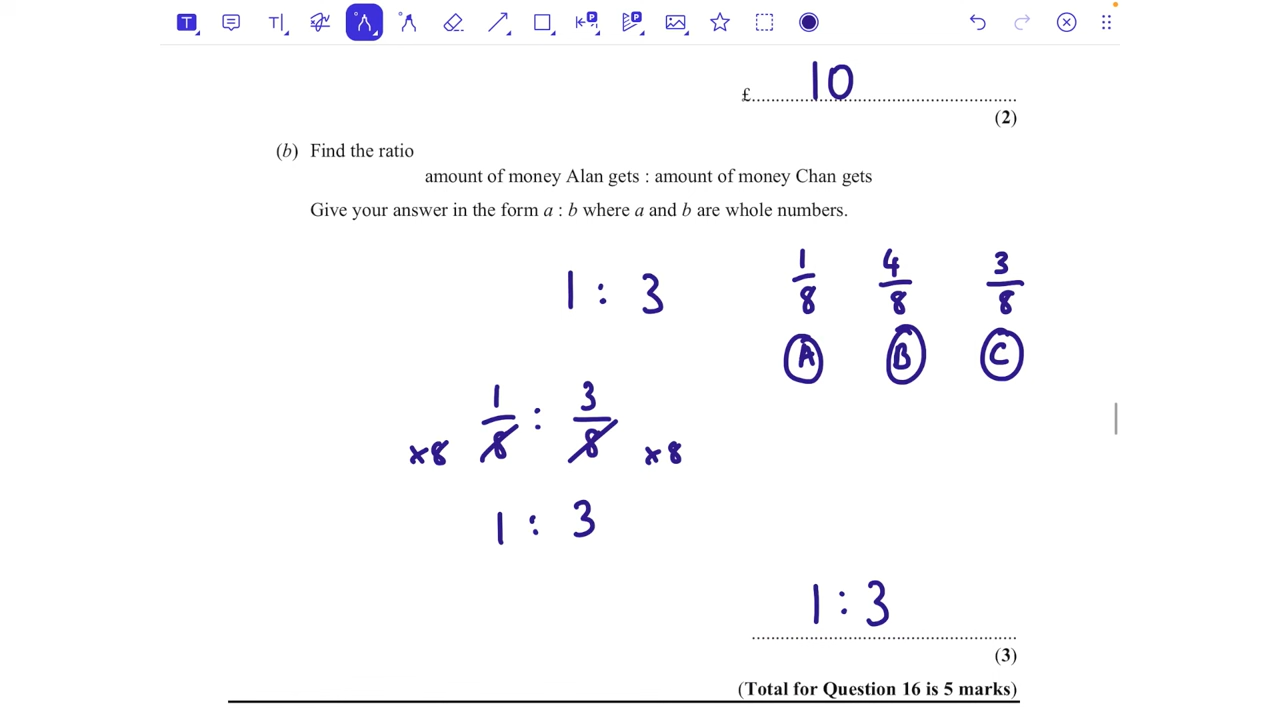 T T P P
£ 10
(2)
(b) Find the ratio
amount of money Alan gets : amount of money Chan gets
Give your answer in the form a : b where a and b are whole numbers.
1 : 3 1/8 4/8 3/8
A B C
×8 1/8 : 3/8 ×8
1 : 3
1 : 3
(3)
(Total for Question 16 is 5 marks)